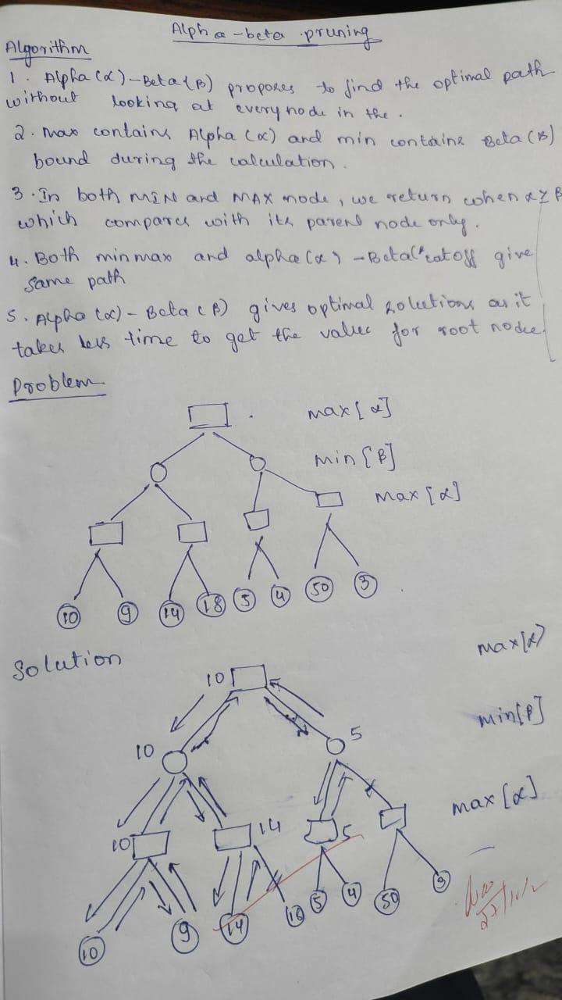 Alpha-beta pruning
Algorithm
1. Alpha(α)-Beta(β) proposes to find the optimal path
without looking at every node in the.
2. Max contains Alpha (α) and min contains Beta (β)
bound during the calculation.
3. In both MIN and MAX node, we return when α ≥ β
which compares with its parent node only.
4. Both minmax and alpha(α) - Beta(β) cutoff give
same path
5. Alpha (α) - Beta (β) gives optimal solutions as it
takes less time to get the value for root node
Problem
max[α]
min[β]
max[α]
10 9 14 18 5 4 50 3
Solution
10 max[α]
10 5 min[β]
10 14 5 max[α]
10 9 14 18 5 4 50 3